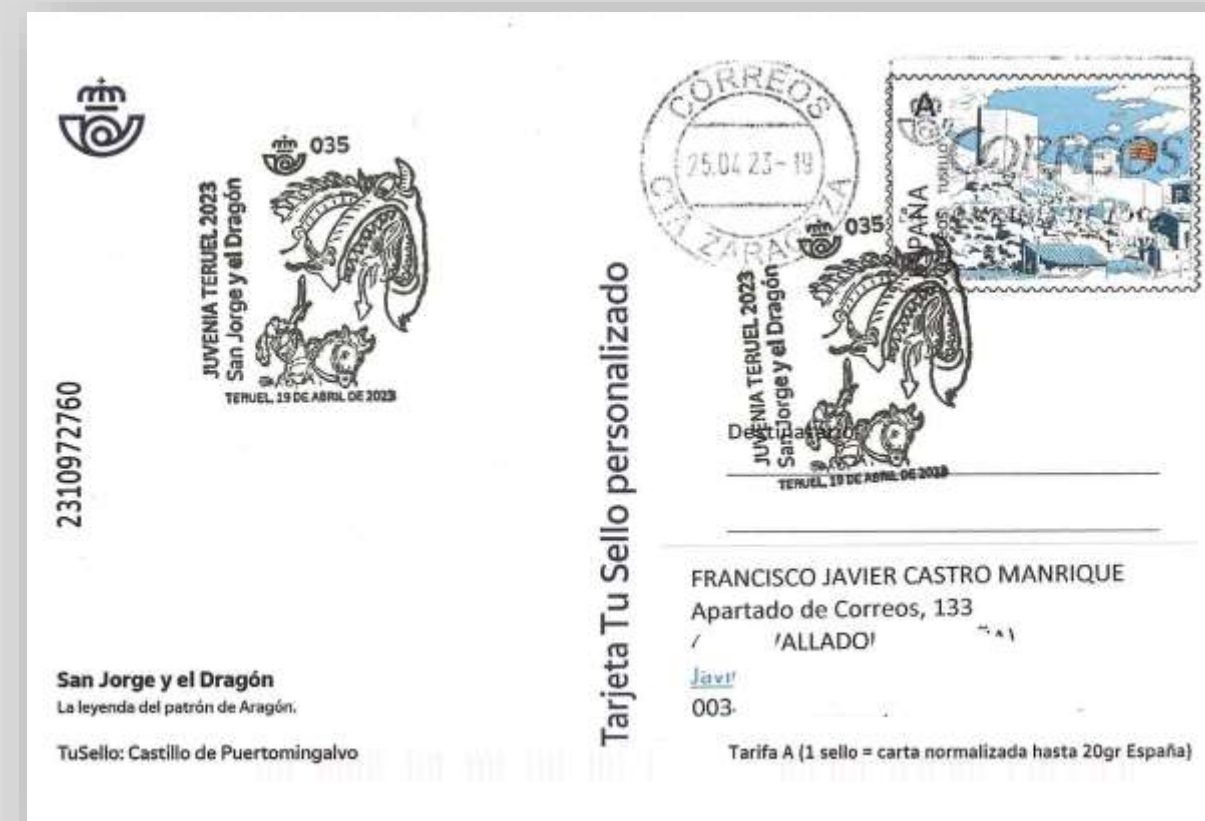 035
JUVENIA TERUEL 2023
San Jorge y el Dragón
TERUEL, 19 DE ABRIL DE 2023
2310972760
San Jorge y el Dragón
La leyenda del patrón de Aragón.
TuSello: Castillo de Puertomingalvo
Tarjeta Tu Sello personalizado
CORREOS
25.04 23-19
CTA ZARAGOZA
A
CORREOS
TUSELLO
ESPAÑA
035
JUVENIA TERUEL 2023
San Jorge y el Dragón
TERUEL, 19 DE ABRIL DE 2023
Destinatario
FRANCISCO JAVIER CASTRO MANRIQUE
Apartado de Correos, 133
Tarifa A (1 sello = carta normalizada hasta 20gr España)